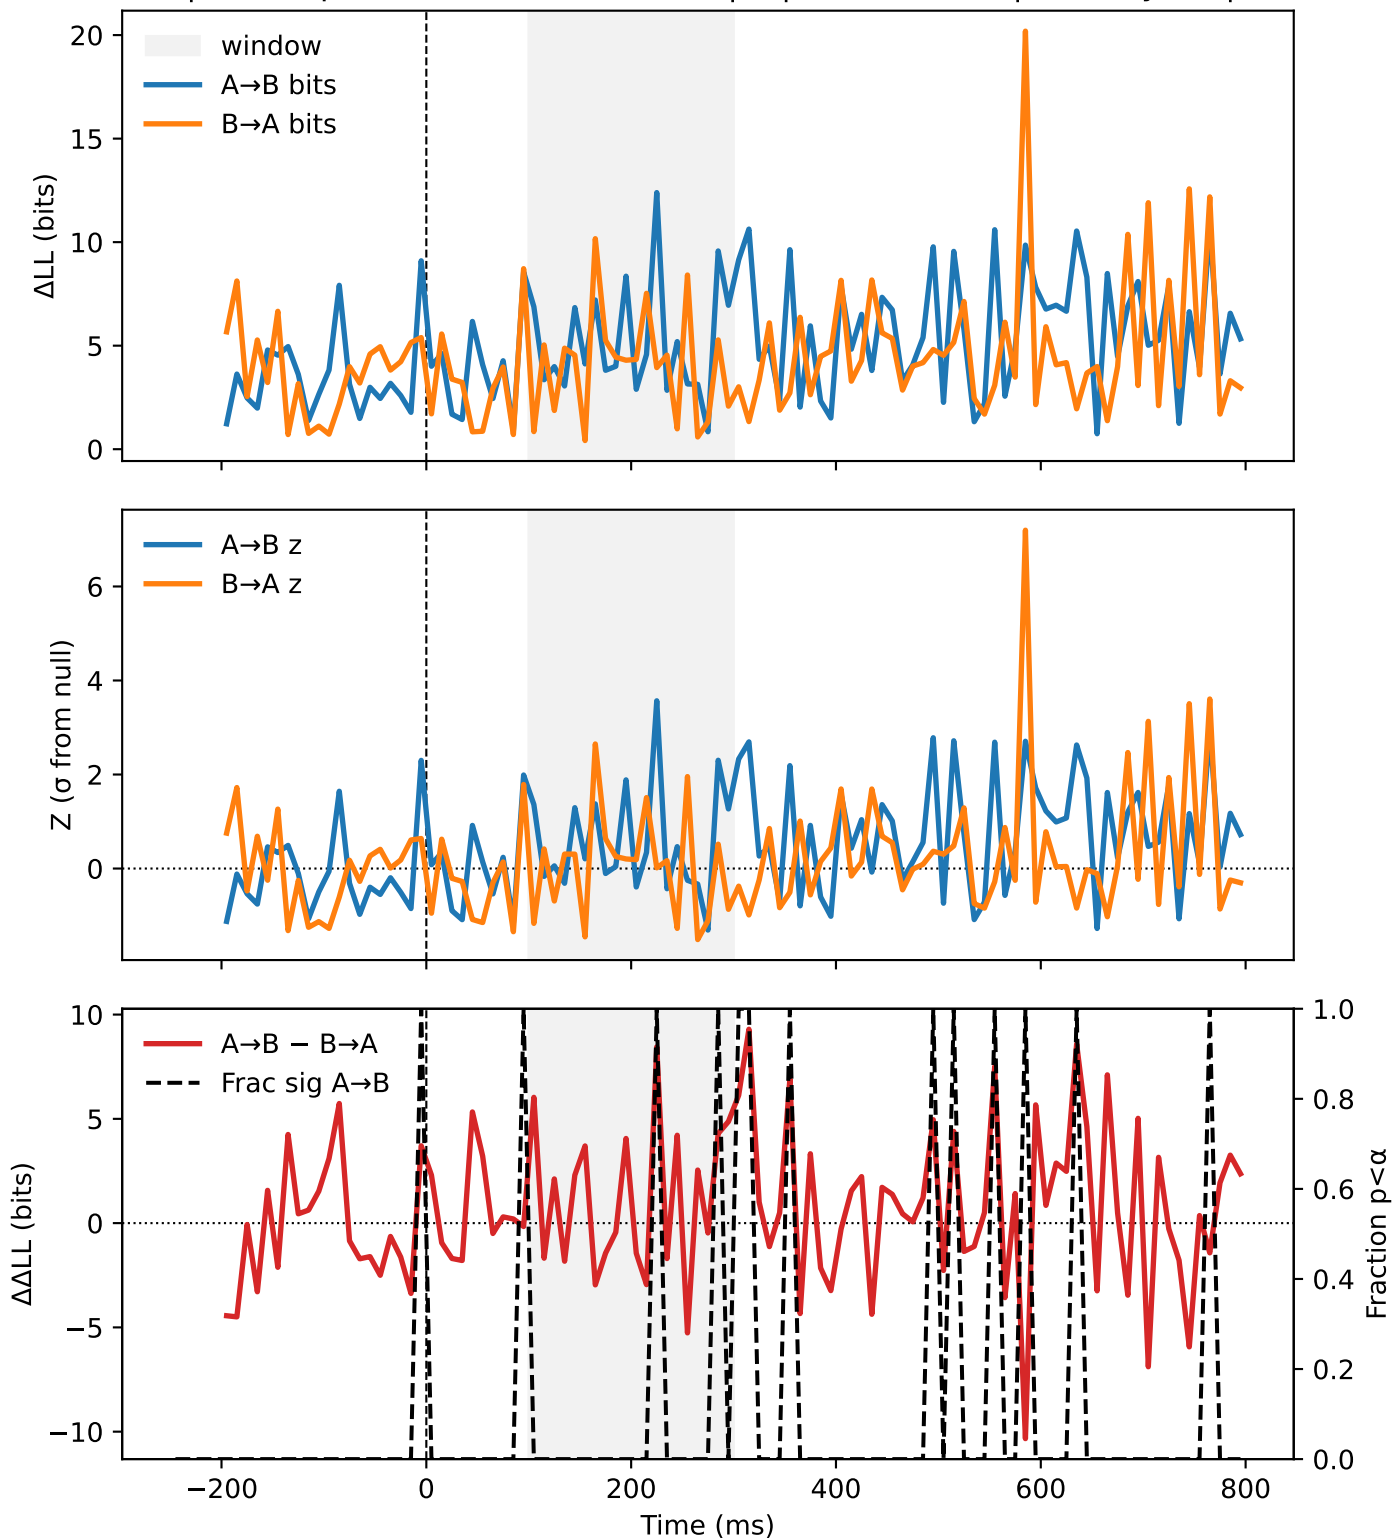 20
15
10
5
0
ΔLL (bits)
window
A→B bits
B→A bits
6
4
2
0
Z (σ from null)
A→B z
B→A z
10
5
0
−5
−10
ΔΔLL (bits)
A→B − B→A
Frac sig A→B
1.0
0.8
0.6
0.4
0.2
0.0
Fraction p<α
−200 0 200 400 600 800
Time (ms)